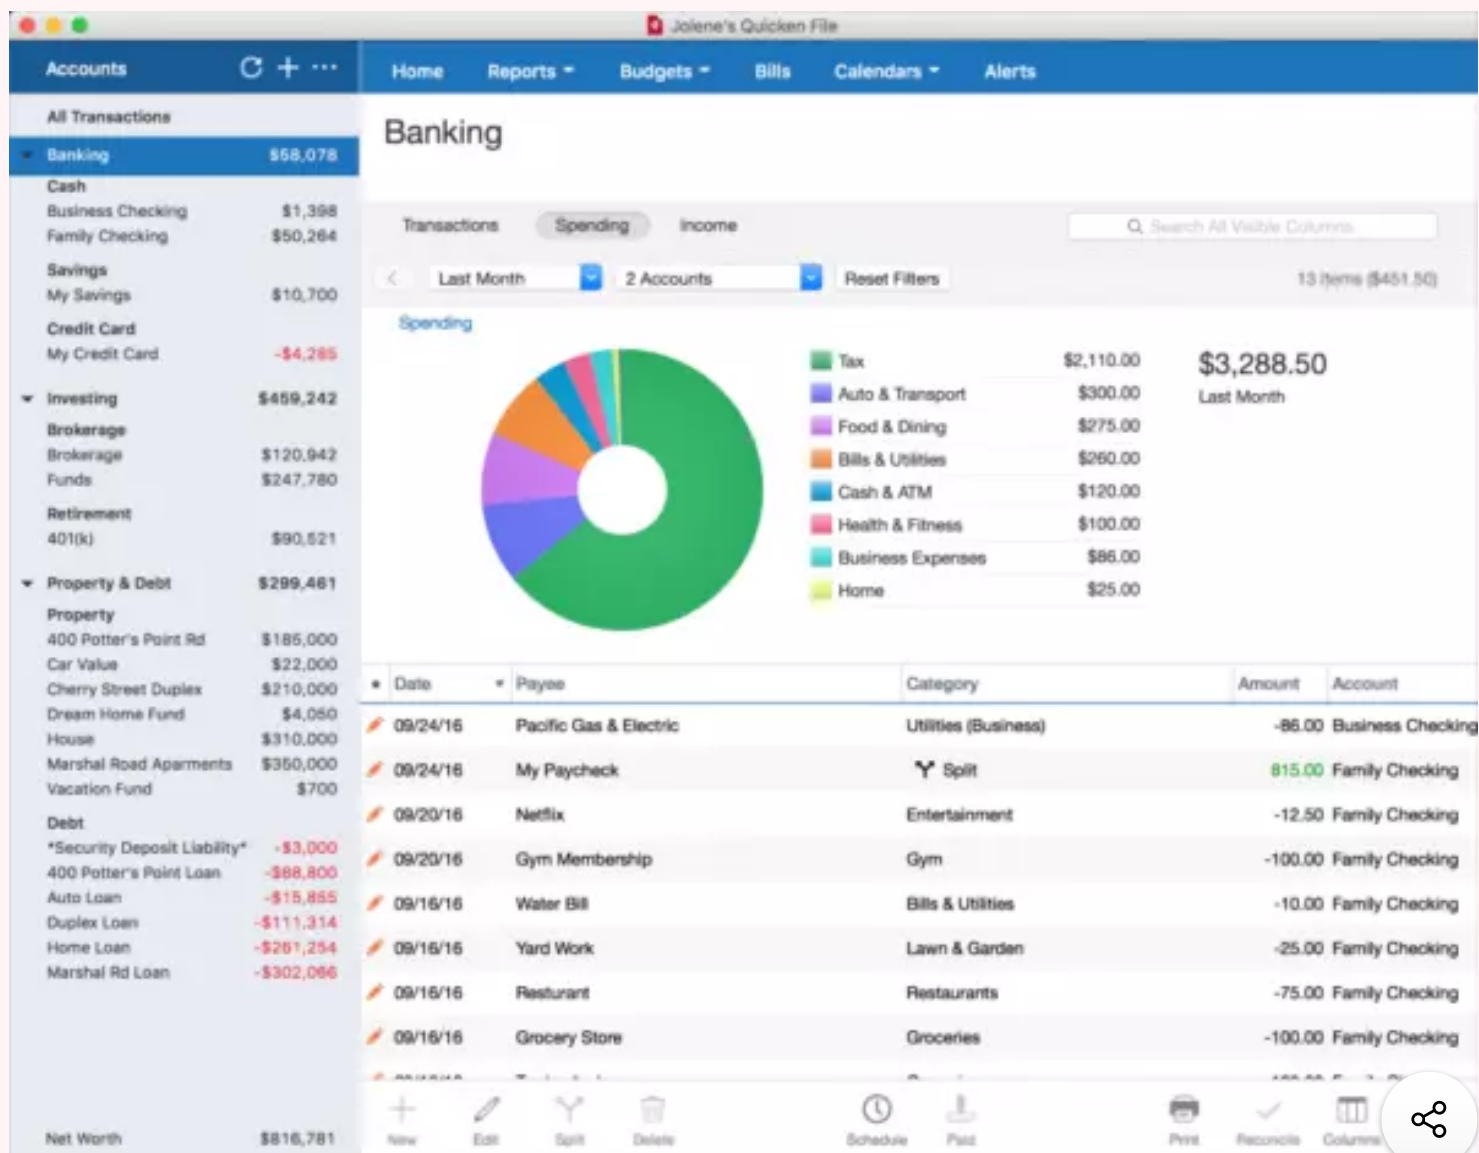 Jolene's Quicken File
Accounts
Home Reports Budgets Bills Calendars Alerts
All Transactions
Banking $58,078
Cash
Business Checking $1,398
Family Checking $50,264
Savings
My Savings $10,700
Credit Card
My Credit Card -$4,285
Investing $459,242
Brokerage
Brokerage $120,942
Funds $247,780
Retirement
401(k) $90,521
Property & Debt $299,461
Property
400 Potter's Point Rd $185,000
Car Value $22,000
Cherry Street Duplex $210,000
Dream Home Fund $4,050
House $310,000
Marshal Road Aparments $350,000
Vacation Fund $700
Debt
*Security Deposit Liability* -$3,000
400 Potter's Point Loan -$88,800
Auto Loan -$15,855
Duplex Loan -$111,314
Home Loan -$261,254
Marshal Rd Loan -$302,066
Net Worth $816,781
Banking
Transactions Spending Income
Search All Visible Columns
Last Month 2 Accounts Reset Filters 13 items ($451.50)
Spending
Tax $2,110.00
Auto & Transport $300.00
Food & Dining $275.00
Bills & Utilities $260.00
Cash & ATM $120.00
Health & Fitness $100.00
Business Expenses $86.00
Home $25.00
$3,288.50
Last Month
Date Payee Category Amount Account
09/24/16 Pacific Gas & Electric Utilities (Business) -86.00 Business Checking
09/24/16 My Paycheck Split 815.00 Family Checking
09/20/16 Netflix Entertainment -12.50 Family Checking
09/20/16 Gym Membership Gym -100.00 Family Checking
09/16/16 Water Bill Bills & Utilities -10.00 Family Checking
09/16/16 Yard Work Lawn & Garden -25.00 Family Checking
09/16/16 Resturant Restaurants -75.00 Family Checking
09/16/16 Grocery Store Groceries -100.00 Family Checking
New Edit Split Delete Schedule Paid Print Reconcile Columns